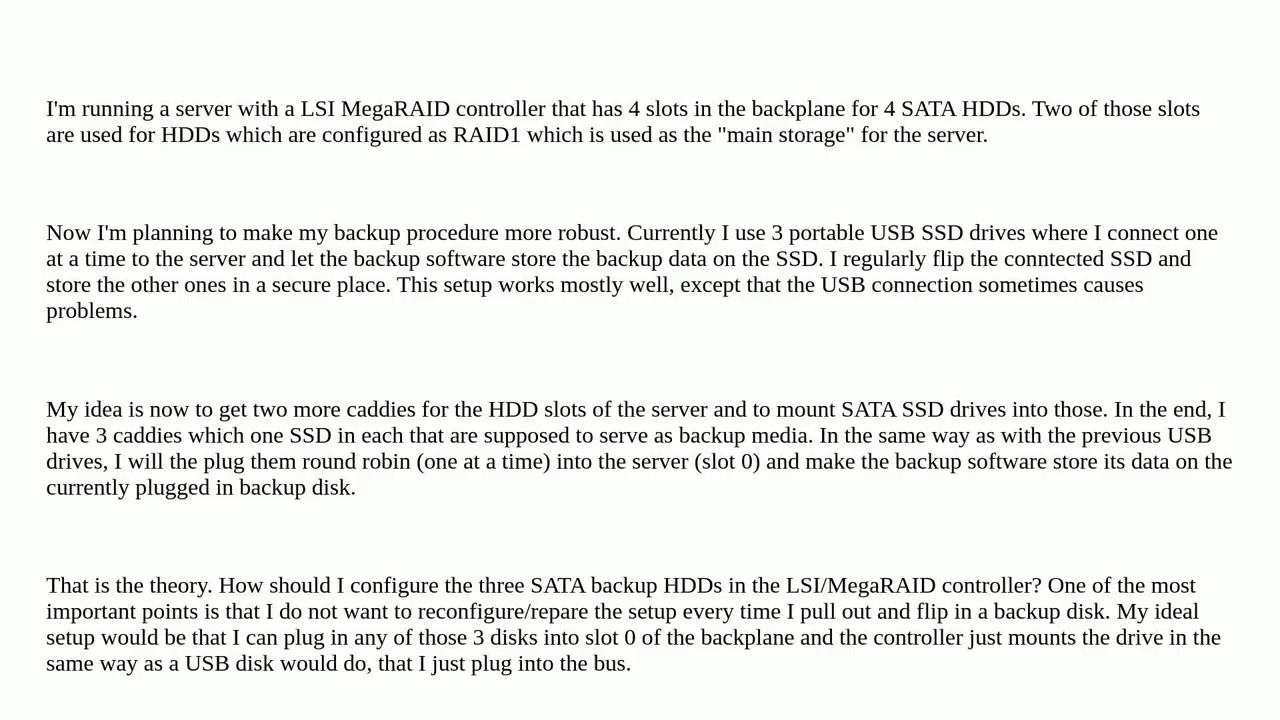 I'm running a server with a LSI MegaRAID controller that has 4 slots in the backplane for 4 SATA HDDs. Two of those slots
are used for HDDs which are configured as RAID1 which is used as the "main storage" for the server.
Now I'm planning to make my backup procedure more robust. Currently I use 3 portable USB SSD drives where I connect one
at a time to the server and let the backup software store the backup data on the SSD. I regularly flip the conntected SSD and
store the other ones in a secure place. This setup works mostly well, except that the USB connection sometimes causes
problems.
My idea is now to get two more caddies for the HDD slots of the server and to mount SATA SSD drives into those. In the end, I
have 3 caddies which one SSD in each that are supposed to serve as backup media. In the same way as with the previous USB
drives, I will the plug them round robin (one at a time) into the server (slot 0) and make the backup software store its data on the
currently plugged in backup disk.
That is the theory. How should I configure the three SATA backup HDDs in the LSI/MegaRAID controller? One of the most
important points is that I do not want to reconfigure/repare the setup every time I pull out and flip in a backup disk. My ideal
setup would be that I can plug in any of those 3 disks into slot 0 of the backplane and the controller just mounts the drive in the
same way as a USB disk would do, that I just plug into the bus.